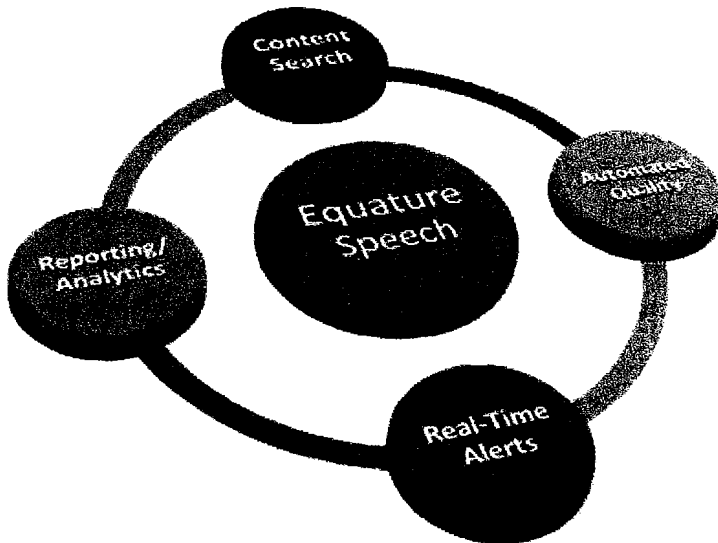 Content
Search
Automated
Quality
Equature
Speech
Reporting/
Analytics
Real-Time
Alerts